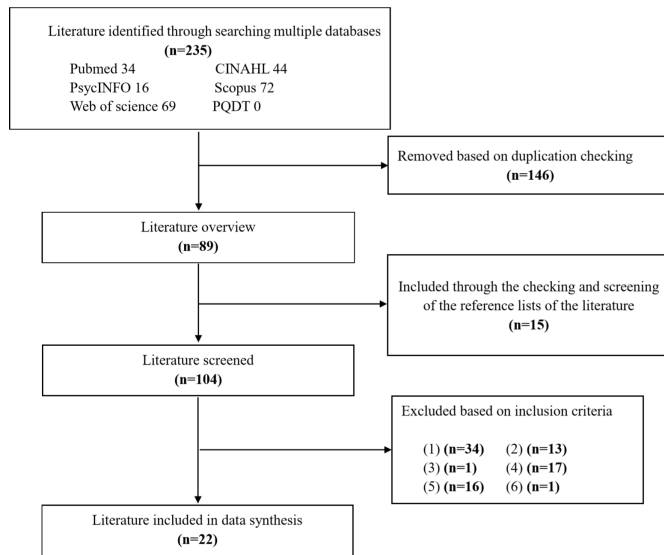 Literature identified through searching multiple databases
(n=235)
Pubmed 34 CINAHL 44
PsycINFO 16 Scopus 72
Web of science 69 PQDT 0
Removed based on duplication checking
(n=146)
Literature overview
(n=89)
Included through the checking and screening
of the reference lists of the literature
(n=15)
Literature screened
(n=104)
Excluded based on inclusion criteria
(1) (n=34) (2) (n=13)
(3) (n=1) (4) (n=17)
(5) (n=16) (6) (n=1)
Literature included in data synthesis
(n=22)